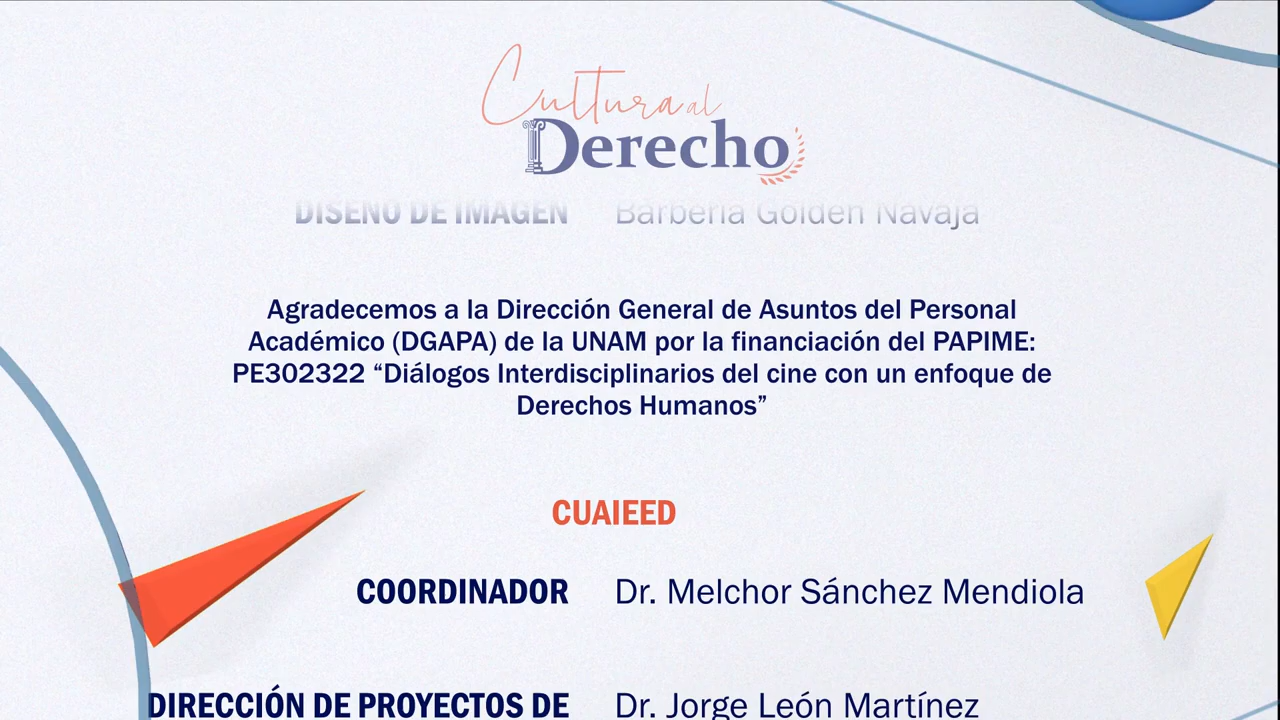 Cultura al
Derecho
DISEÑO DE IMAGEN Barbería Golden Navaja
Agradecemos a la Dirección General de Asuntos del Personal
Académico (DGAPA) de la UNAM por la financiación del PAPIME:
PE302322 “Diálogos Interdisciplinarios del cine con un enfoque de
Derechos Humanos”
CUAIEED
COORDINADOR Dr. Melchor Sánchez Mendiola
DIRECCIÓN DE PROYECTOS DE Dr. Jorge León Martínez